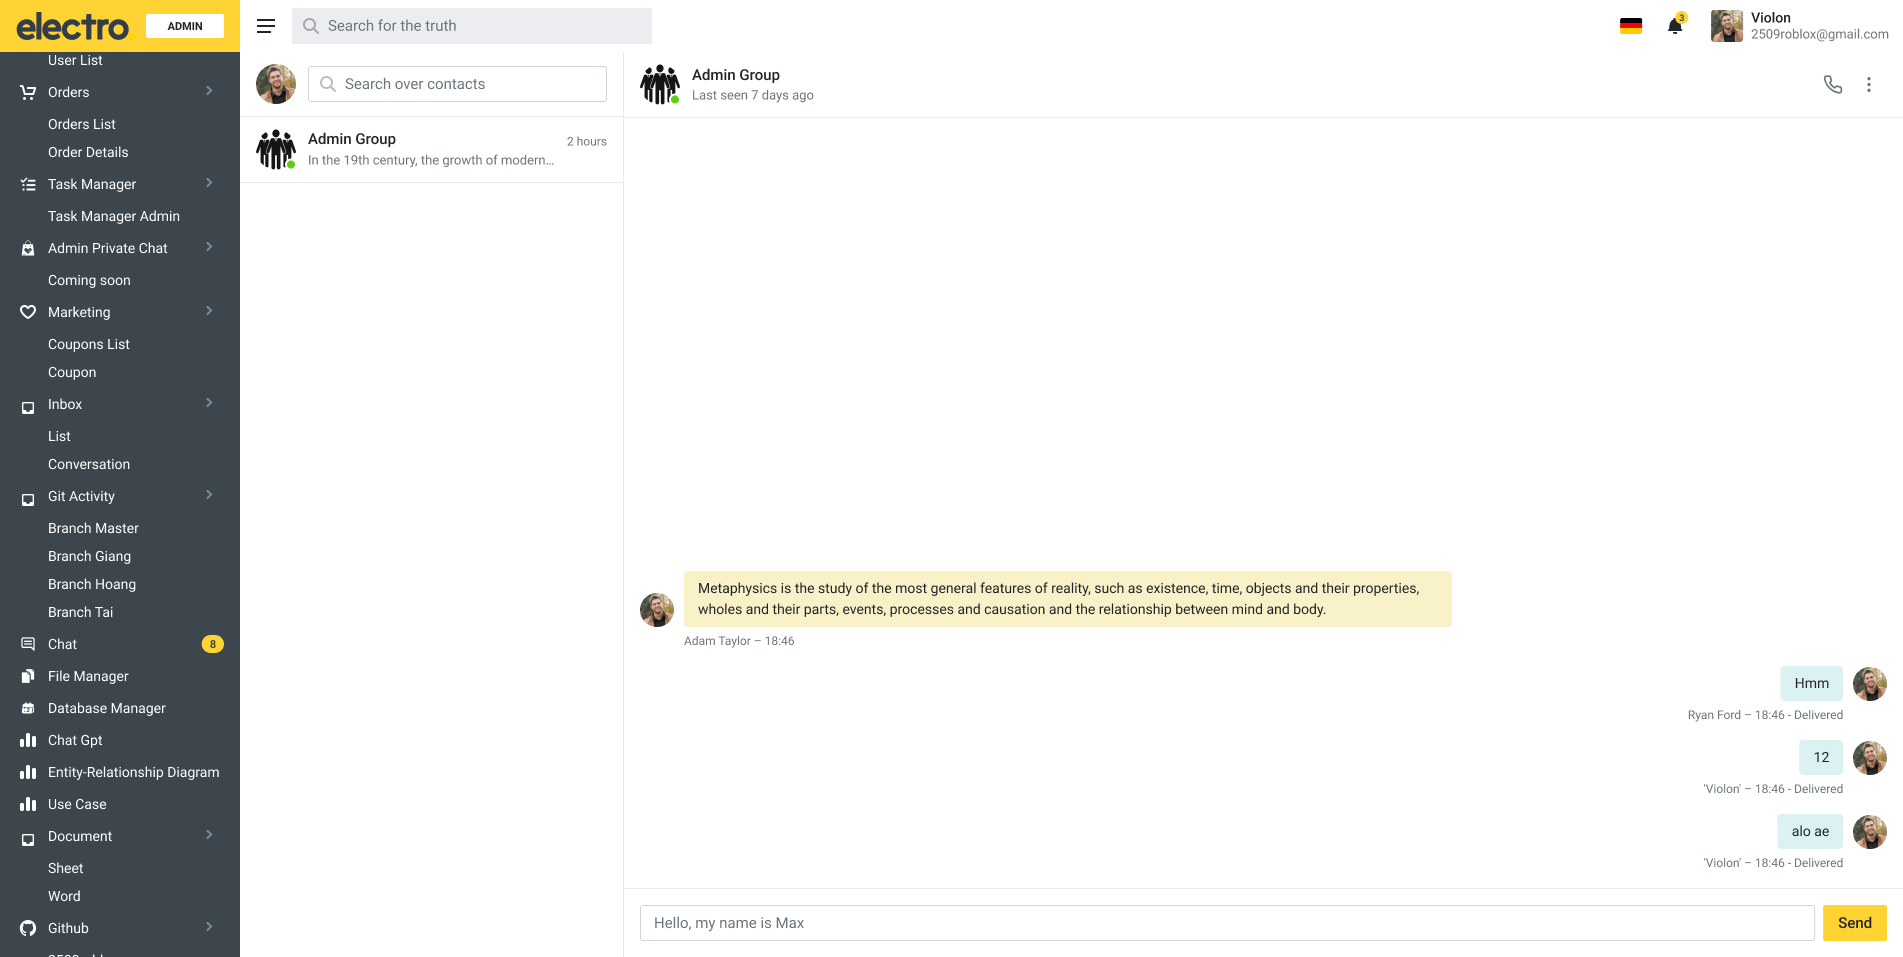 electro
ADMIN
Search for the truth
3
Violon
2509roblox@gmail.com
User List
Orders
Orders List
Order Details
Task Manager
Task Manager Admin
Admin Private Chat
Coming soon
Marketing
Coupons List
Coupon
Inbox
List
Conversation
Git Activity
Branch Master
Branch Giang
Branch Hoang
Branch Tai
Chat
8
File Manager
Database Manager
Chat Gpt
Entity-Relationship Diagram
Use Case
Document
Sheet
Word
Github
Search over contacts
Admin Group
2 hours
In the 19th century, the growth of modern...
Admin Group
Last seen 7 days ago
Metaphysics is the study of the most general features of reality, such as existence, time, objects and their properties,
wholes and their parts, events, processes and causation and the relationship between mind and body.
Adam Taylor – 18:46
Hmm
Ryan Ford – 18:46 - Delivered
12
'Violon' – 18:46 - Delivered
alo ae
'Violon' – 18:46 - Delivered
Hello, my name is Max
Send